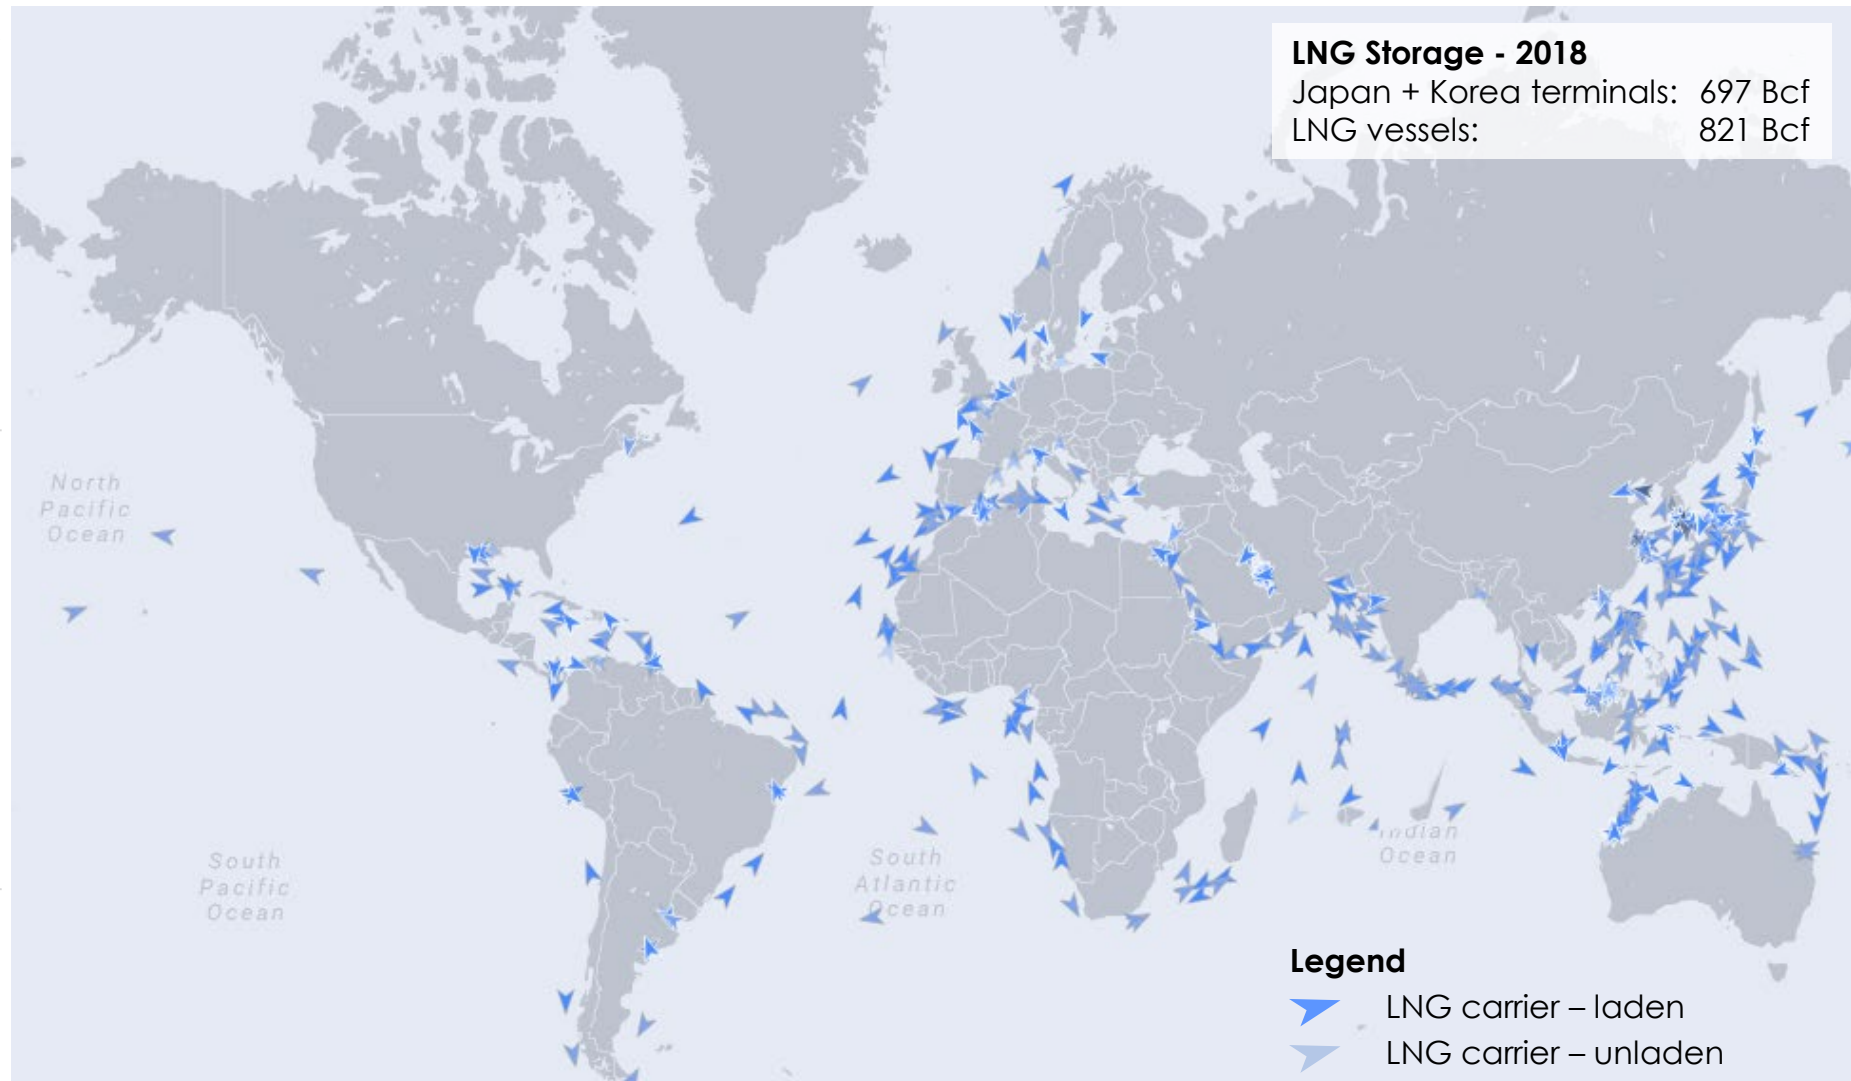 LNG Storage - 2018
Japan + Korea terminals: 697 Bcf
LNG vessels: 821 Bcf
North
Pacific
Ocean
South
Pacific
Ocean
South
Atlantic
Ocean
Indian
Ocean
Legend
LNG carrier – laden
LNG carrier – unladen